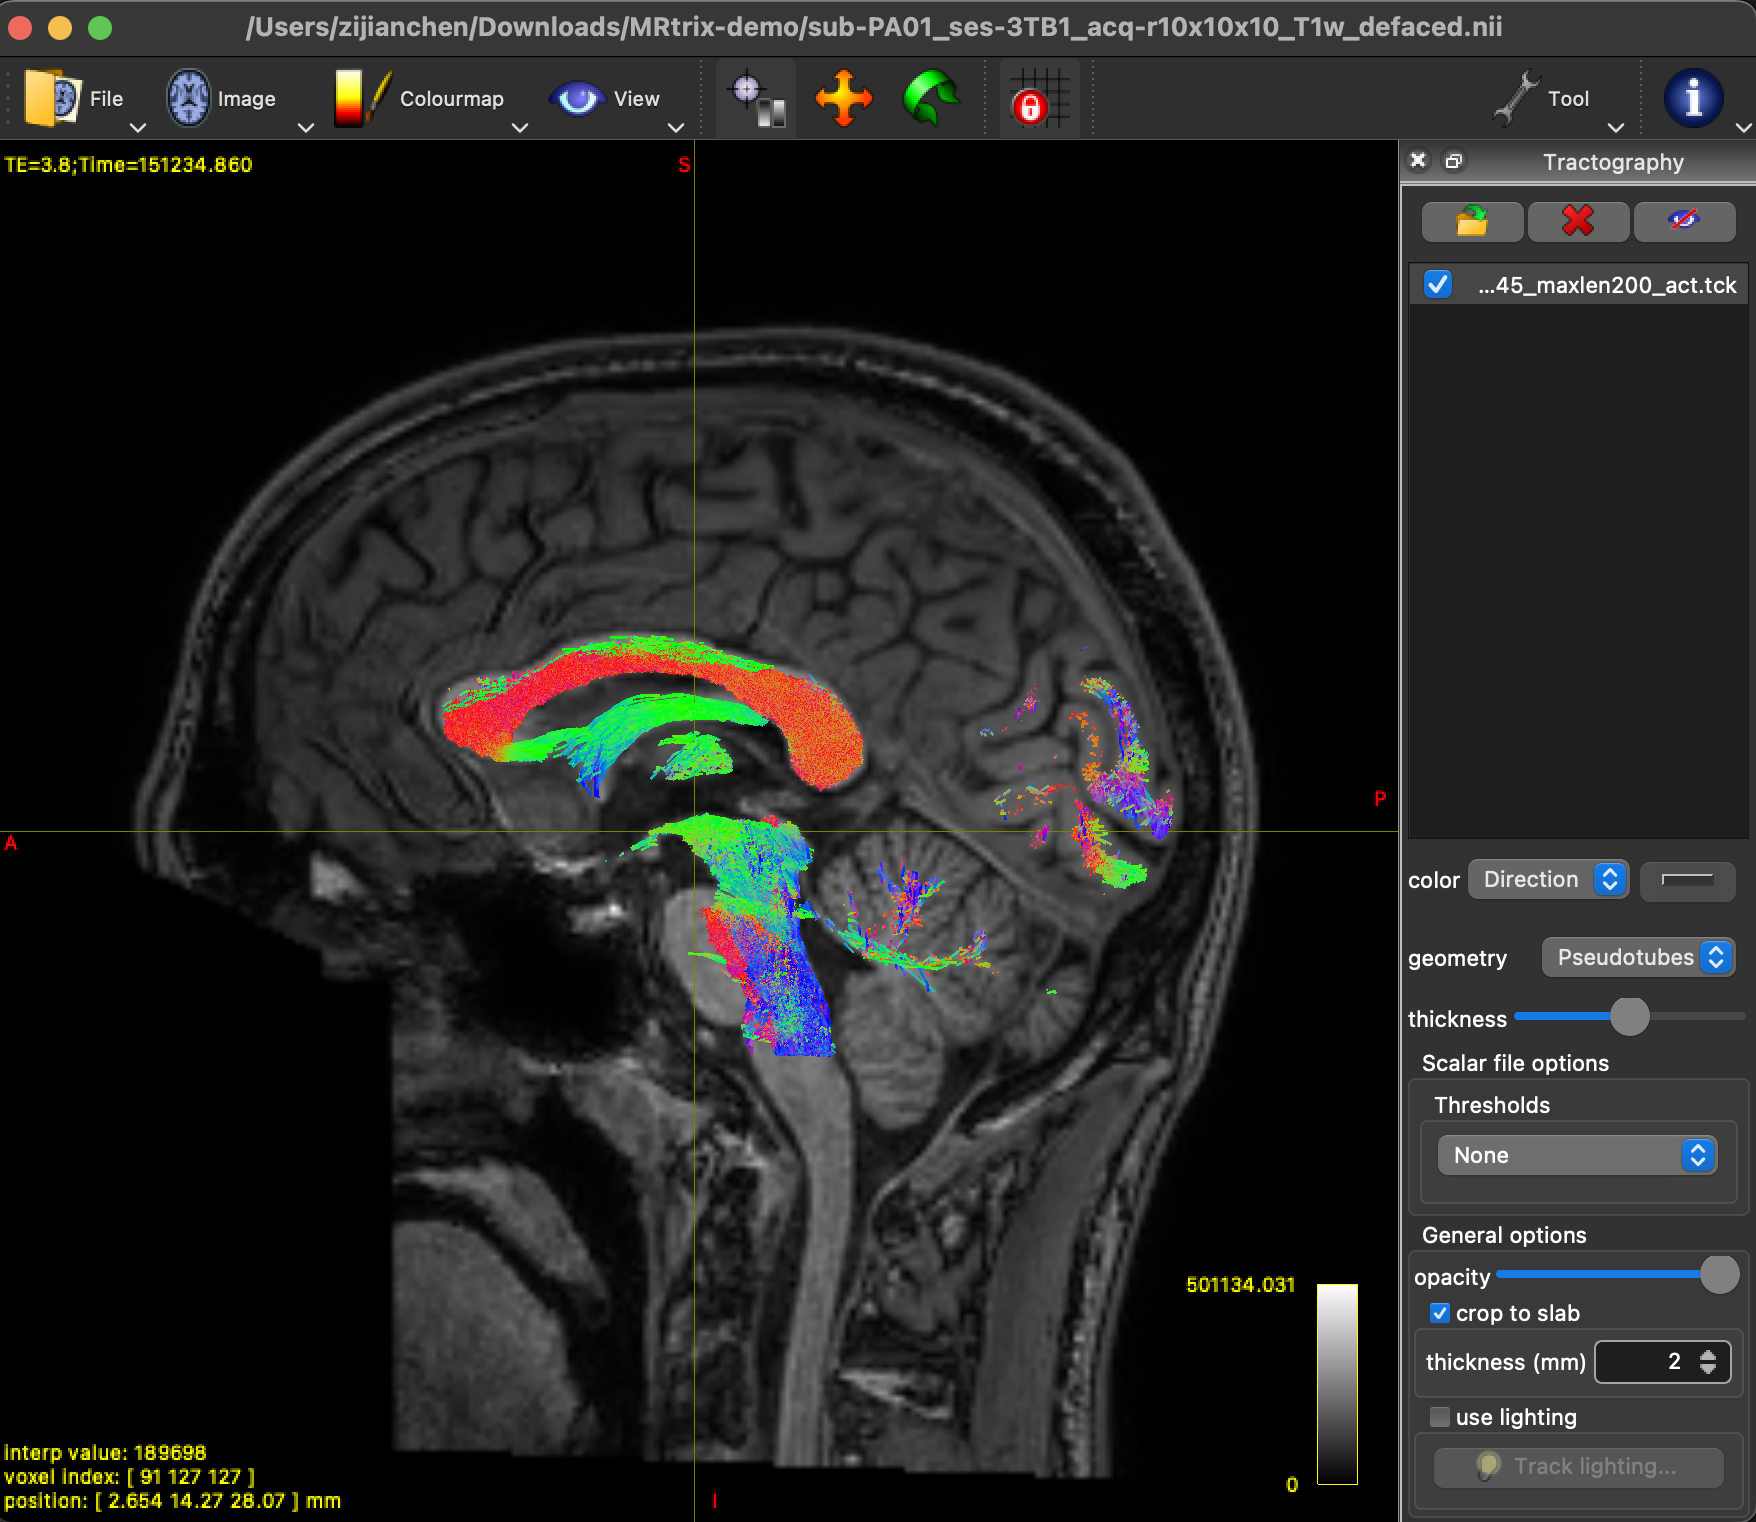 /Users/zijianchen/Downloads/MRtrix-demo/sub-PA01_ses-3TB1_acq-r10x10x10_T1w_defaced.nii
File
Image
Colourmap
View
Tool
TE=3.8;Time=151234.860
S
Tractography
...45_maxlen200_act.tck
P
A
color Direction
geometry Pseudotubes
thickness
Scalar file options
Thresholds
None
General options
opacity
501134.031
crop to slab
thickness (mm) 2
use lighting
Track lighting...
interp value: 189698
voxel index: [ 91 127 127 ]
0
position: [ 2.654 14.27 28.07 ] mm
I